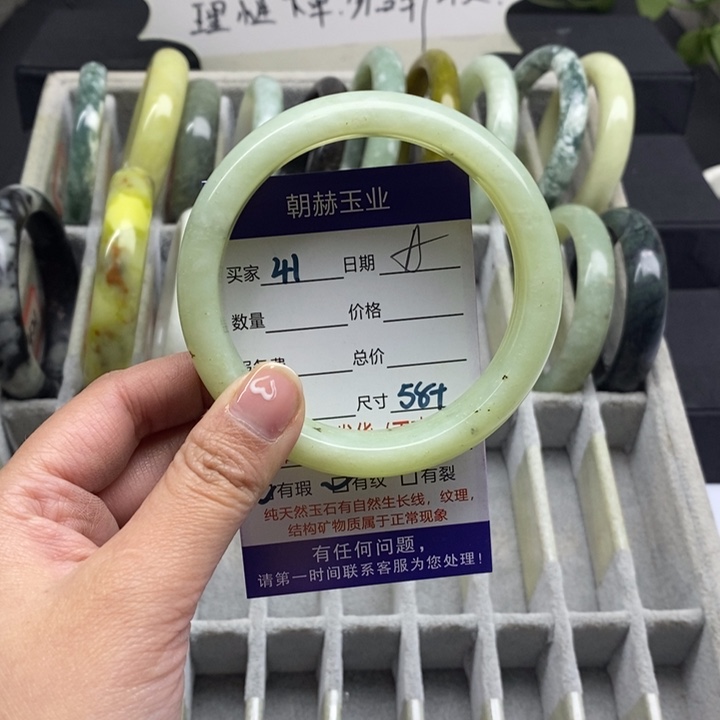 理性
朝赫玉业
买家 41 日期 A
数量 价格
总价
尺寸 58+
有瑕 有纹 有裂
纯天然玉石有自然生长线，纹理，
结构矿物质属于正常现象
有任何问题，
请第一时间联系客服为您处理！